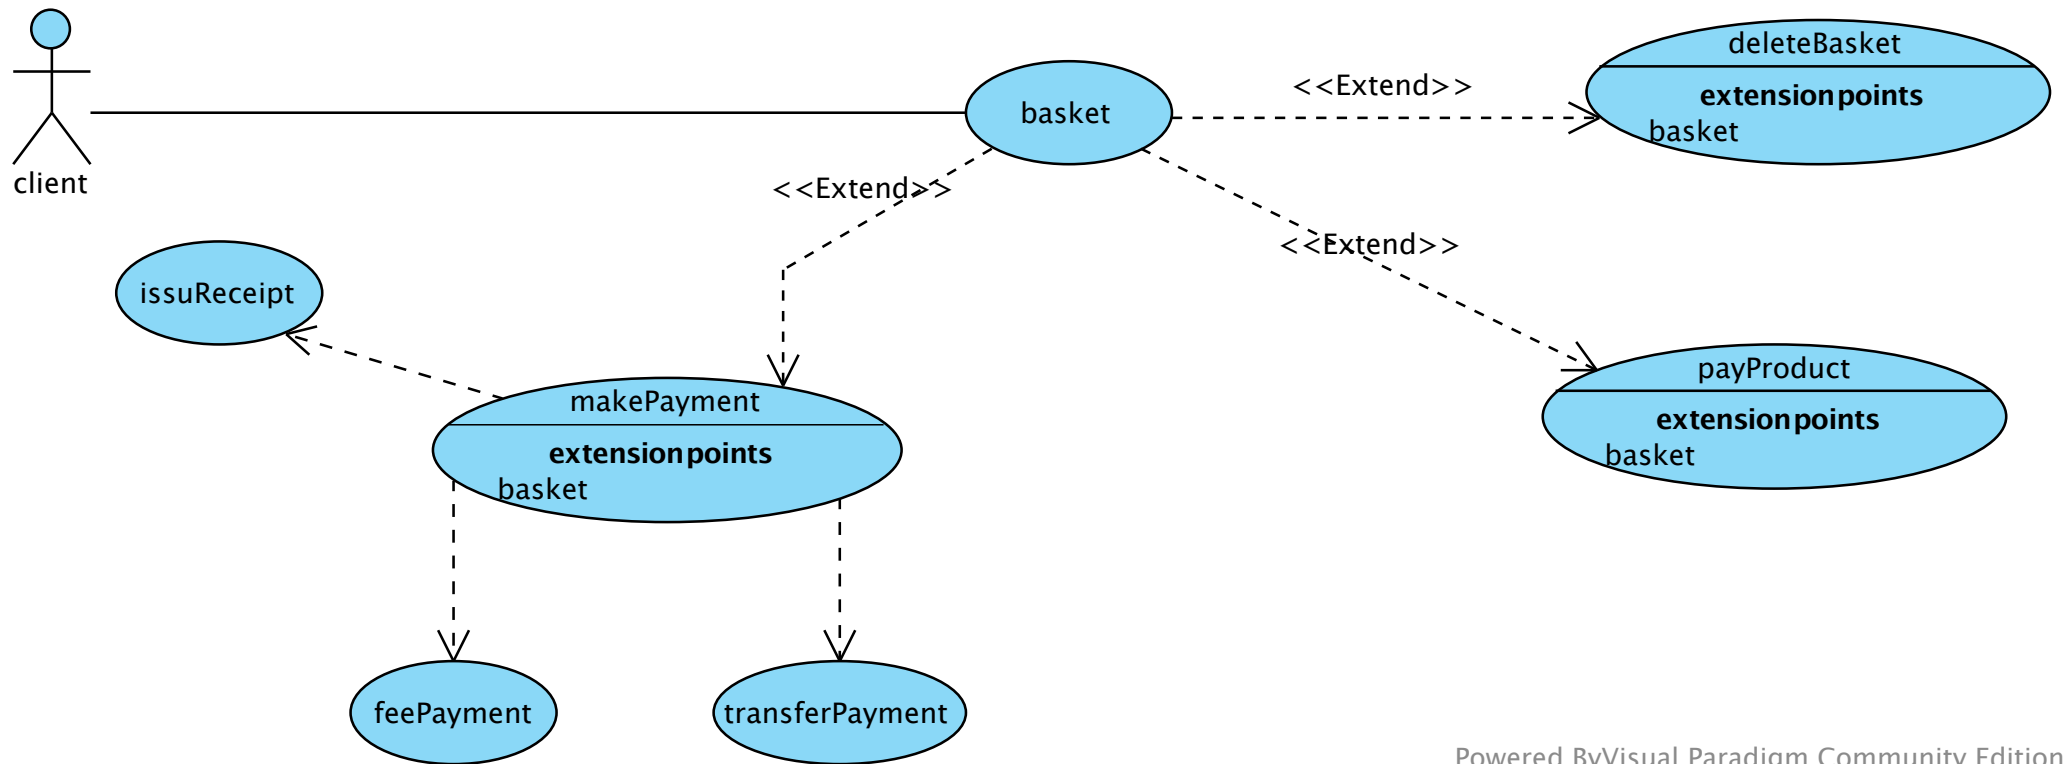 deleteBasket
<<Extend>>
extensionpoints
basket
basket
client
<<Extend>>
<<Extend>>
issuReceipt
payProduct
makePayment
extensionpoints
basket
extensionpoints
basket
feePayment
transferPayment
Powered ByVisual Paradigm Community Edition